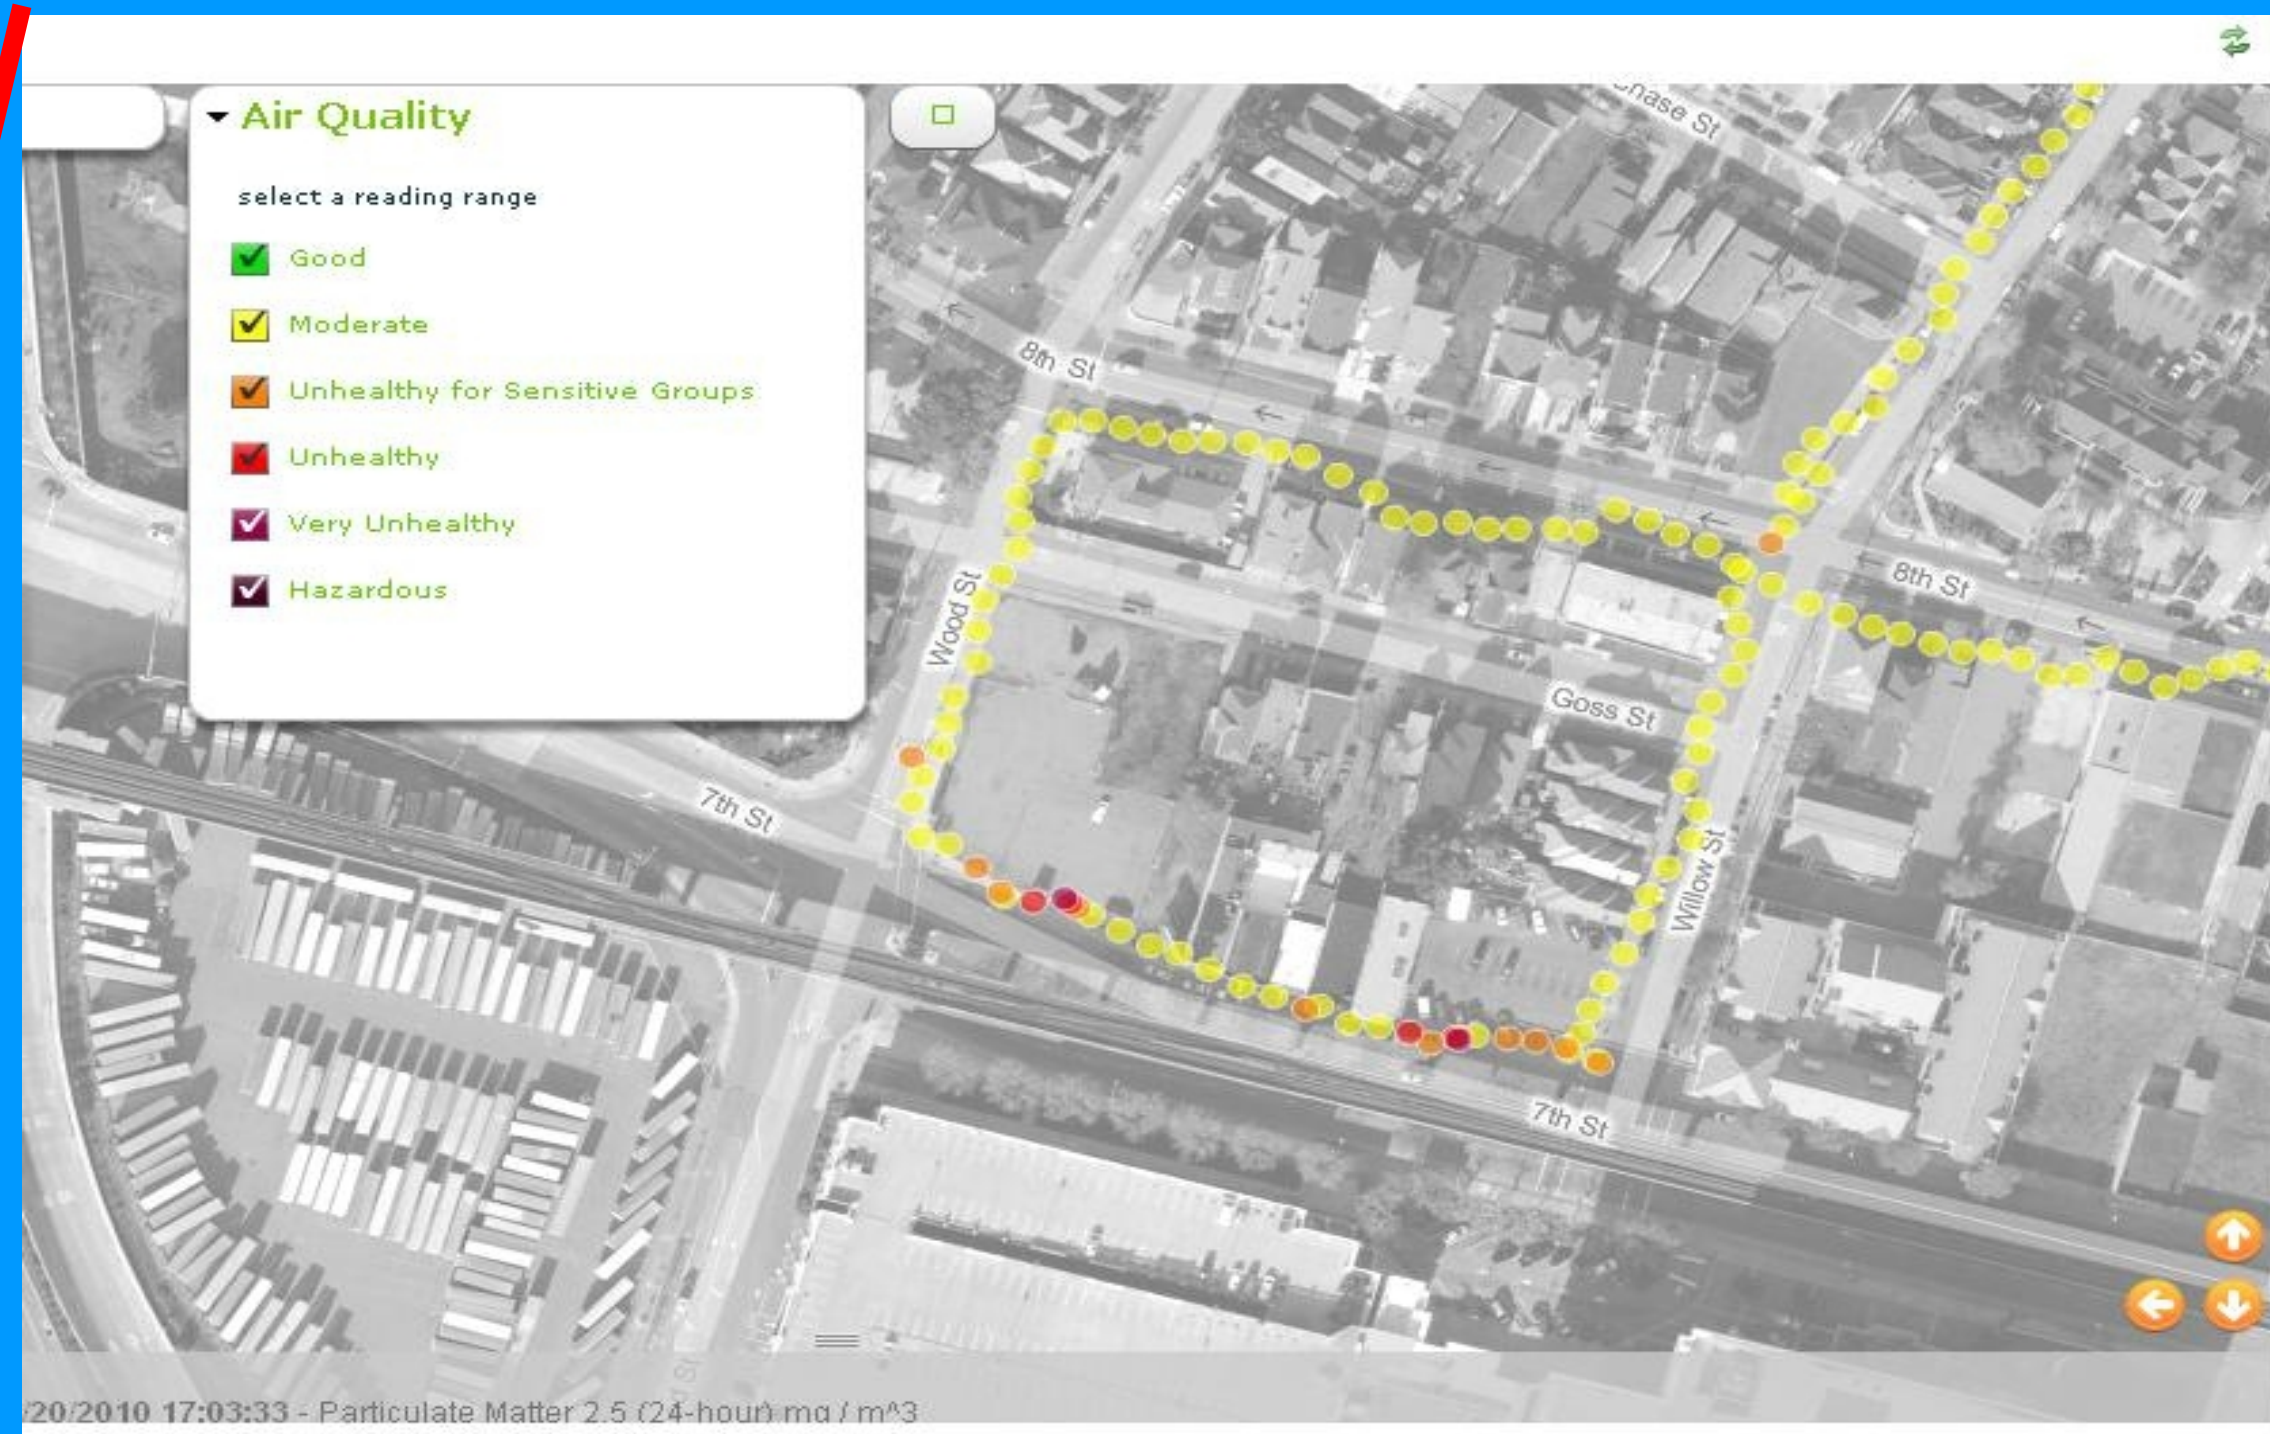 Air Quality
select a reading range
Good
Moderate
Unhealthy for Sensitive Groups
Unhealthy
Very Unhealthy
Hazardous
Chase St
8th St
8th St
Wood St
Goss St
7th St
Willow St
7th St
/20/2010 17:03:33 - Particulate Matter 2.5 (24-hour) mg / m^3